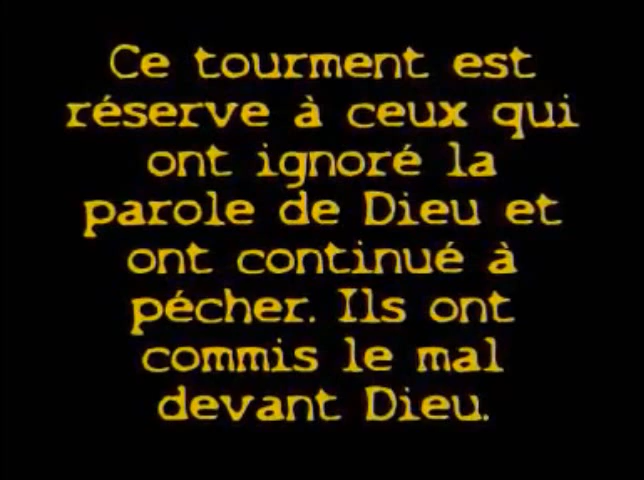 Ce tourment est
réserve à ceux qui
ont ignoré la
parole de Dieu et
ont continué à
pécher. Ils ont
commis le mal
devant Dieu.